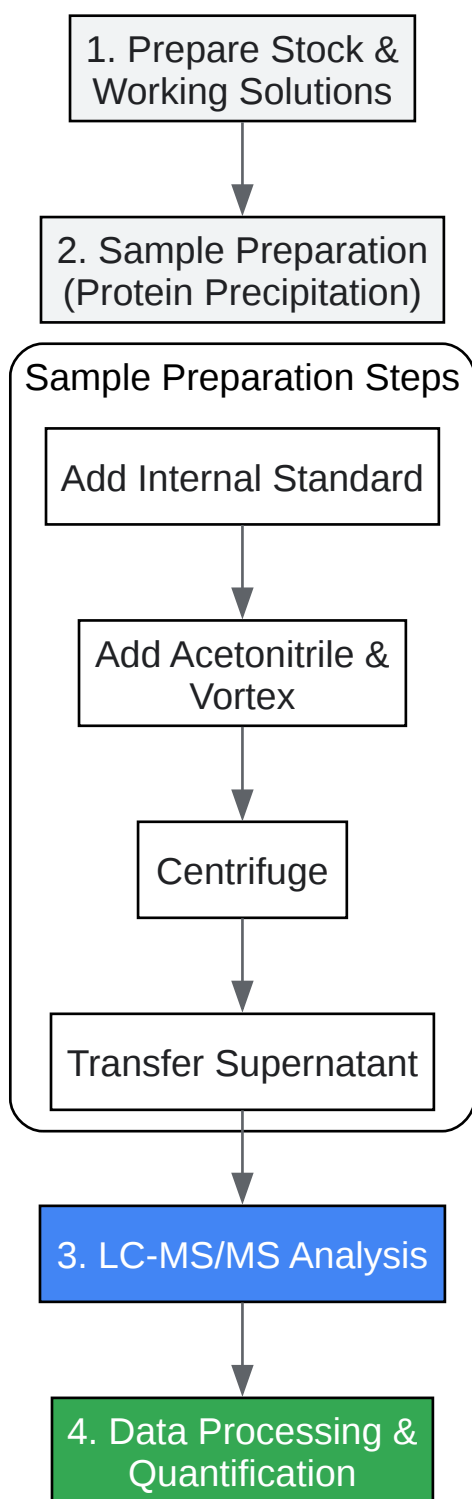 1. Prepare Stock &
Working Solutions
2. Sample Preparation
(Protein Precipitation)
Sample Preparation Steps
Add Internal Standard
Add Acetonitrile &
Vortex
Centrifuge
Transfer Supernatant
3. LC-MS/MS Analysis
4. Data Processing &
Quantification